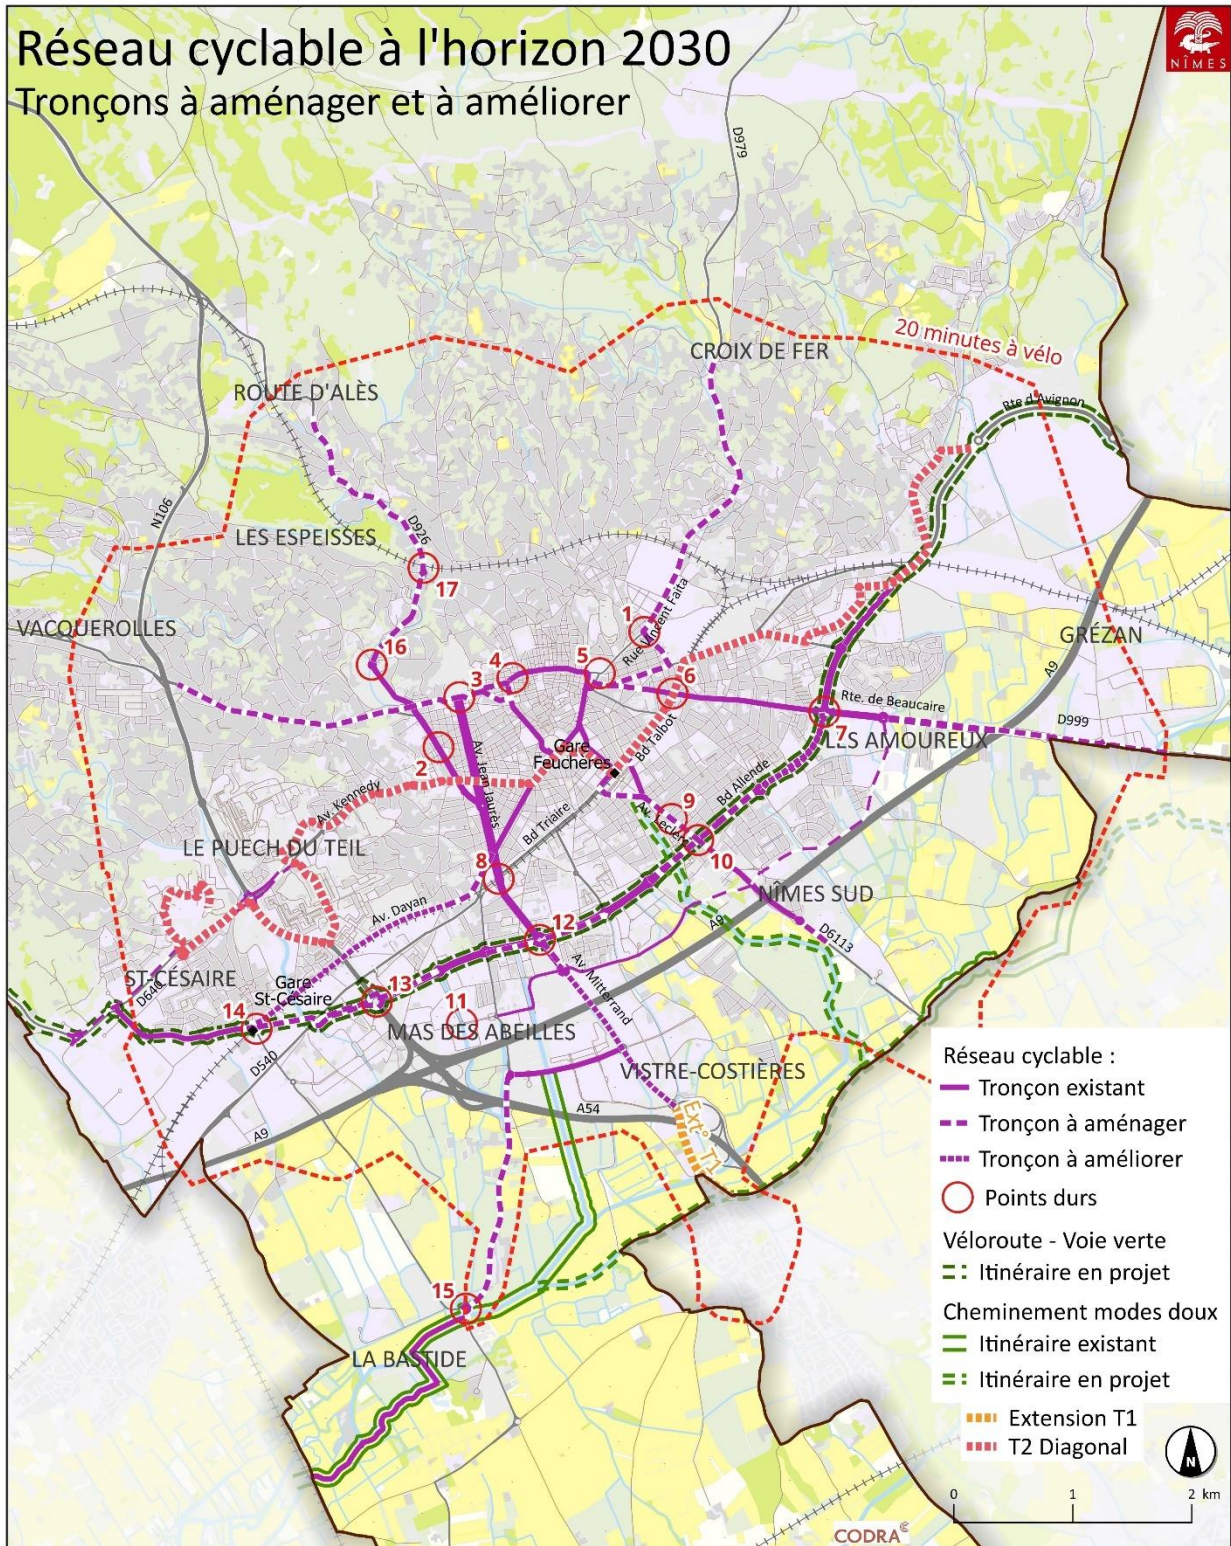 Réseau cyclable à l'horizon 2030
Tronçons à aménager et à améliorer
NÎMES
D979
20 minutes à vélo
CROIX DE FER
ROUTE D'ALÈS
Rte d'Avignon
N106
D926
LES ESPEISSES
17
VACQUEROLLES
1
Rue Vincent Faïta
GRÉZAN
A9
16
4
5
3
6
Rte. de Beaucaire
D999
7
LES AMOUREUX
2
Av. Jean Jaurès
Gare
Feuchères
Bd Talbot
Av. Kennedy
Bd Triaire
Bd Allende
9
Av. Leclerc
LE PUECH DU TEIL
8
10
NÎMES SUD
Av. Dayan
12
A9
D6113
ST-CÉSAIRE
D640
Gare
St-Césaire
13
14
11
Av. Mitterrand
MAS DES ABEILLES
D540
VISTRE-COSTIÈRES
A54
A9
Ext° T1
15
LA BASTIDE
Réseau cyclable :
Tronçon existant
Tronçon à aménager
Tronçon à améliorer
Points durs
Véloroute - Voie verte
Itinéraire en projet
Cheminement modes doux
Itinéraire existant
Itinéraire en projet
Extension T1
T2 Diagonal
N
0 1 2 km
CODRA